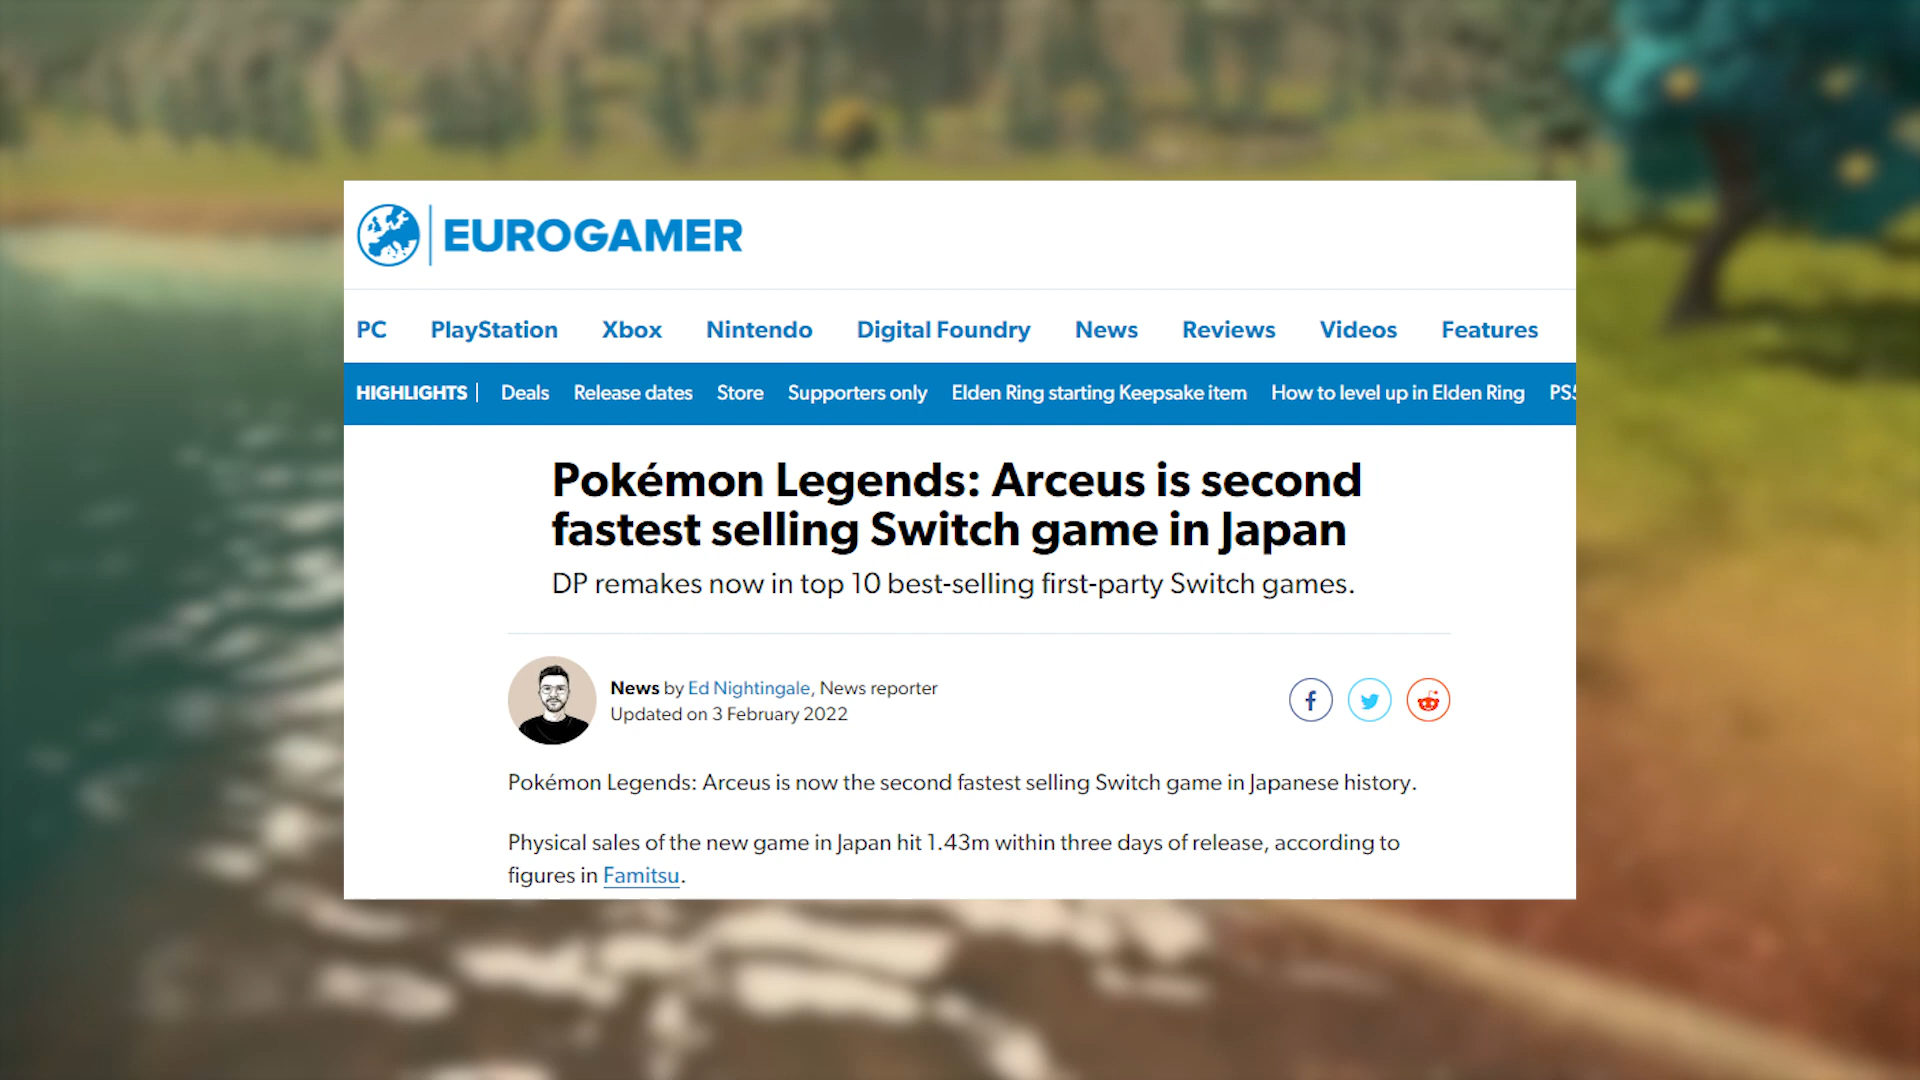 EUROGAMER
PC PlayStation Xbox Nintendo Digital Foundry News Reviews Videos Features
HIGHLIGHTS | Deals Release dates Store Supporters only Elden Ring starting Keepsake item How to level up in Elden Ring PS5
Pokémon Legends: Arceus is second
fastest selling Switch game in Japan
DP remakes now in top 10 best-selling first-party Switch games.
News by Ed Nightingale, News reporter
Updated on 3 February 2022
Pokémon Legends: Arceus is now the second fastest selling Switch game in Japanese history.
Physical sales of the new game in Japan hit 1.43m within three days of release, according to
figures in Famitsu.